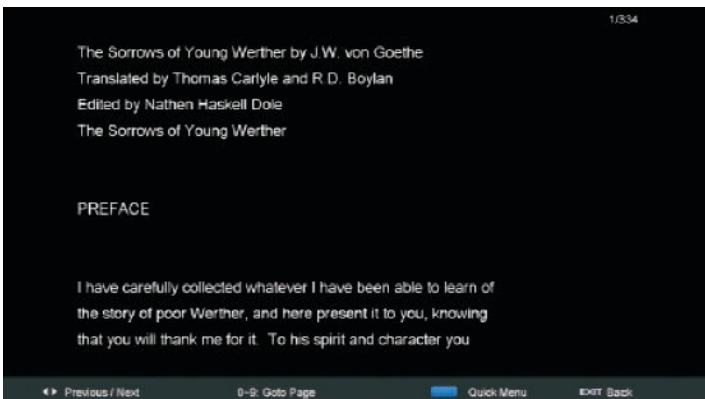 1/334
The Sorrows of Young Werther by J.W. von Goethe
Translated by Thomas Carlyle and R.D. Boylan
Edited by Nathen Haskell Dole
The Sorrows of Young Werther
PREFACE
I have carefully collected whatever I have been able to learn of
the story of poor Werther, and here present it to you, knowing
that you will thank me for it. To his spirit and character you
Previous / Next 0~9: Goto Page Quick Menu EXIT Back